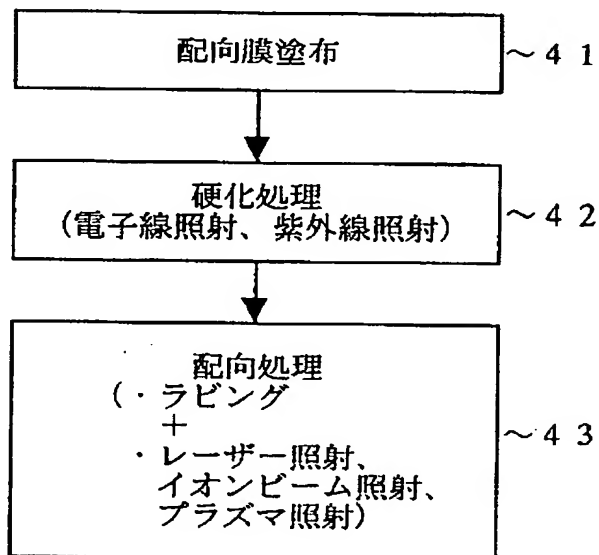 配向膜塗布
～41
硬化処理
(電子線照射、紫外線照射)
～42
配向処理
(・ラビング
＋
・レーザー照射、
イオンビーム照射、
プラズマ照射)
～43